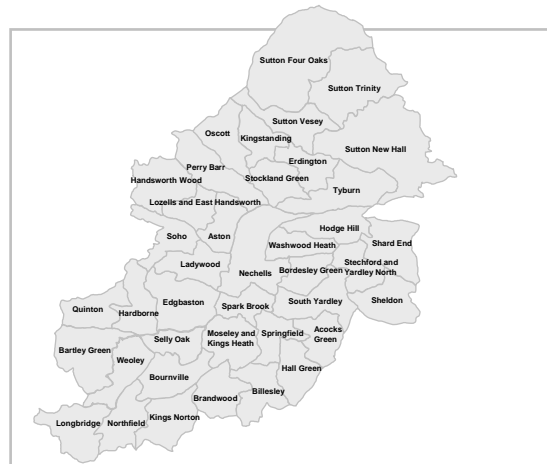 Sutton Four Oaks
Sutton Trinity
Sutton Vesey
Oscott
Kingstanding
Sutton New Hall
Erdington
Perry Barr
Stockland Green
Handsworth Wood
Tyburn
Lozells and East Handsworth
Hodge Hill
Soho
Aston
Washwood Heath
Shard End
Ladywood
Stechford and
Yardley North
Nechells
Bordesley Green
Edgbaston
Spark Brook
South Yardley
Sheldon
Quinton
Hardborne
Moseley and
Kings Heath
Springfield
Acocks
Green
Selly Oak
Bartley Green
Weoley
Hall Green
Bournville
Billesley
Brandwood
Longbridge
Northfield
Kings Norton